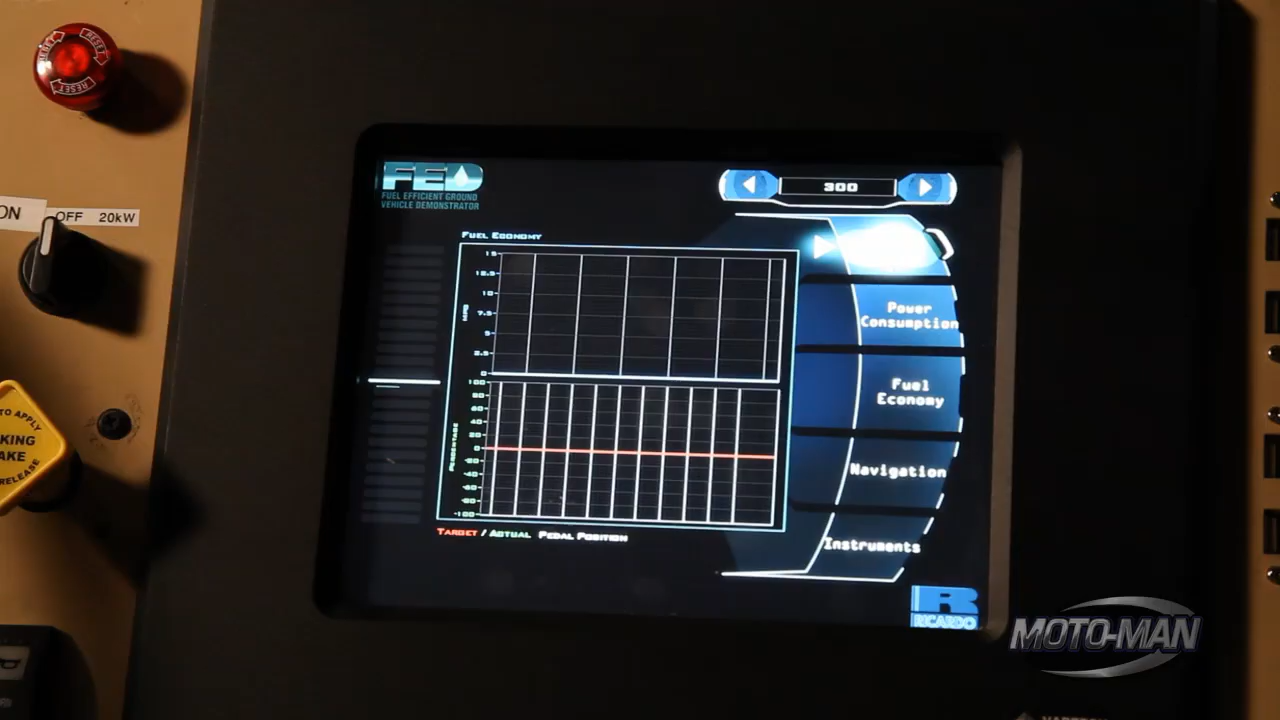 RESET
RESET
RESET
ON
OFF 20kW
TO APPLY
KING
AKE
RELEASE
FED
FUEL EFFICIENT GROUND
VEHICLE DEMONSTRATOR
300
Fuel Economy
15
12.5
10
7.5
5
2.5
0
MPG
100
80
60
40
20
0
-20
-40
-60
-80
-100
Percentage
Target / Actual Pedal Position
Power
Consumption
Fuel
Economy
Navigation
Instruments
R
RICARDO
MOTO-MAN